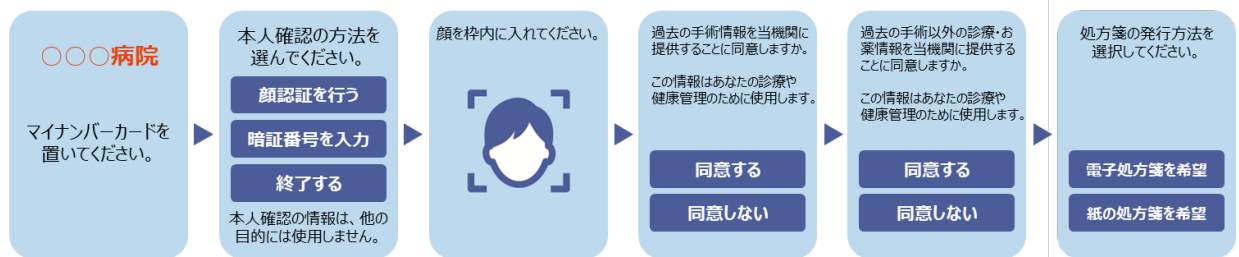 ○○○病院
マイナンバーカードを
置いてください。
本人確認の方法を
選んでください。
顔認証を行う
暗証番号を入力
終了する
本人確認の情報は、他の
目的には使用しません。
顔を枠内に入れてください。
過去の手術情報を当機関に
提供することに同意しますか。
この情報はあなたの診療や
健康管理のために使用します。
同意する
同意しない
過去の手術以外の診療・お
薬情報を当機関に提供する
ことに同意しますか。
この情報はあなたの診療や
健康管理のために使用します。
同意する
同意しない
処方箋の発行方法を
選択してください。
電子処方箋を希望
紙の処方箋を希望